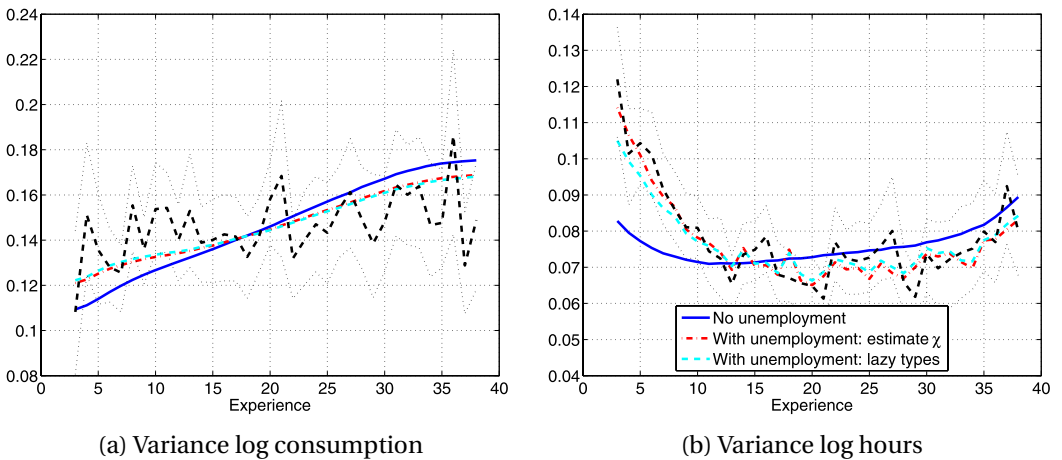 0.24
0.22
0.2
0.18
0.16
0.14
0.12
0.1
0.08
0 5 10 15 20 25 30 35 40
Experience
(a) Variance log consumption
0.14
0.13
0.12
0.11
0.1
0.09
0.08
0.07
0.06
0.05
0.04
No unemployment
With unemployment: estimate χ
With unemployment: lazy types
0 5 10 15 20 25 30 35 40
Experience
(b) Variance log hours